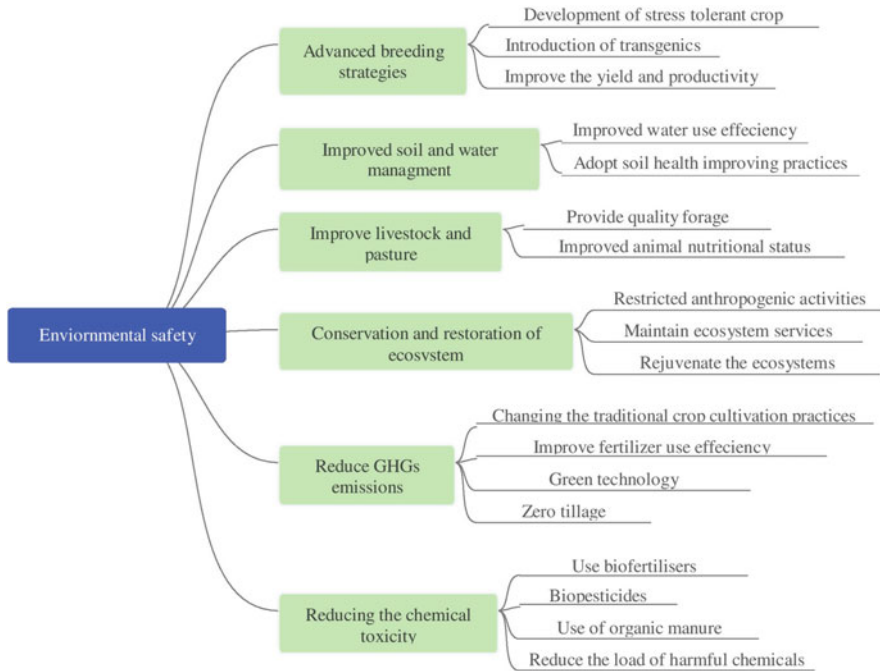 Development of stress tolerant crop
Advanced breeding
strategies
Introduction of transgenics
Improve the yield and productivity
Improved soil and water
managment
Improved water use effeciency
Adopt soil health improving practices
Improve livestock and
pasture
Provide quality forage
Improved animal nutritional status
Enviornmental safety
Conservation and restoration of
ecosystem
Restricted anthropogenic activities
Maintain ecosystem services
Rejuvenate the ecosystems
Reduce GHGs
emissions
Changing the traditional crop cultivation practices
Improve fertilizer use effeciency
Green technology
Zero tillage
Reducing the chemical
toxicity
Use biofertilisers
Biopesticides
Use of organic manure
Reduce the load of harmful chemicals